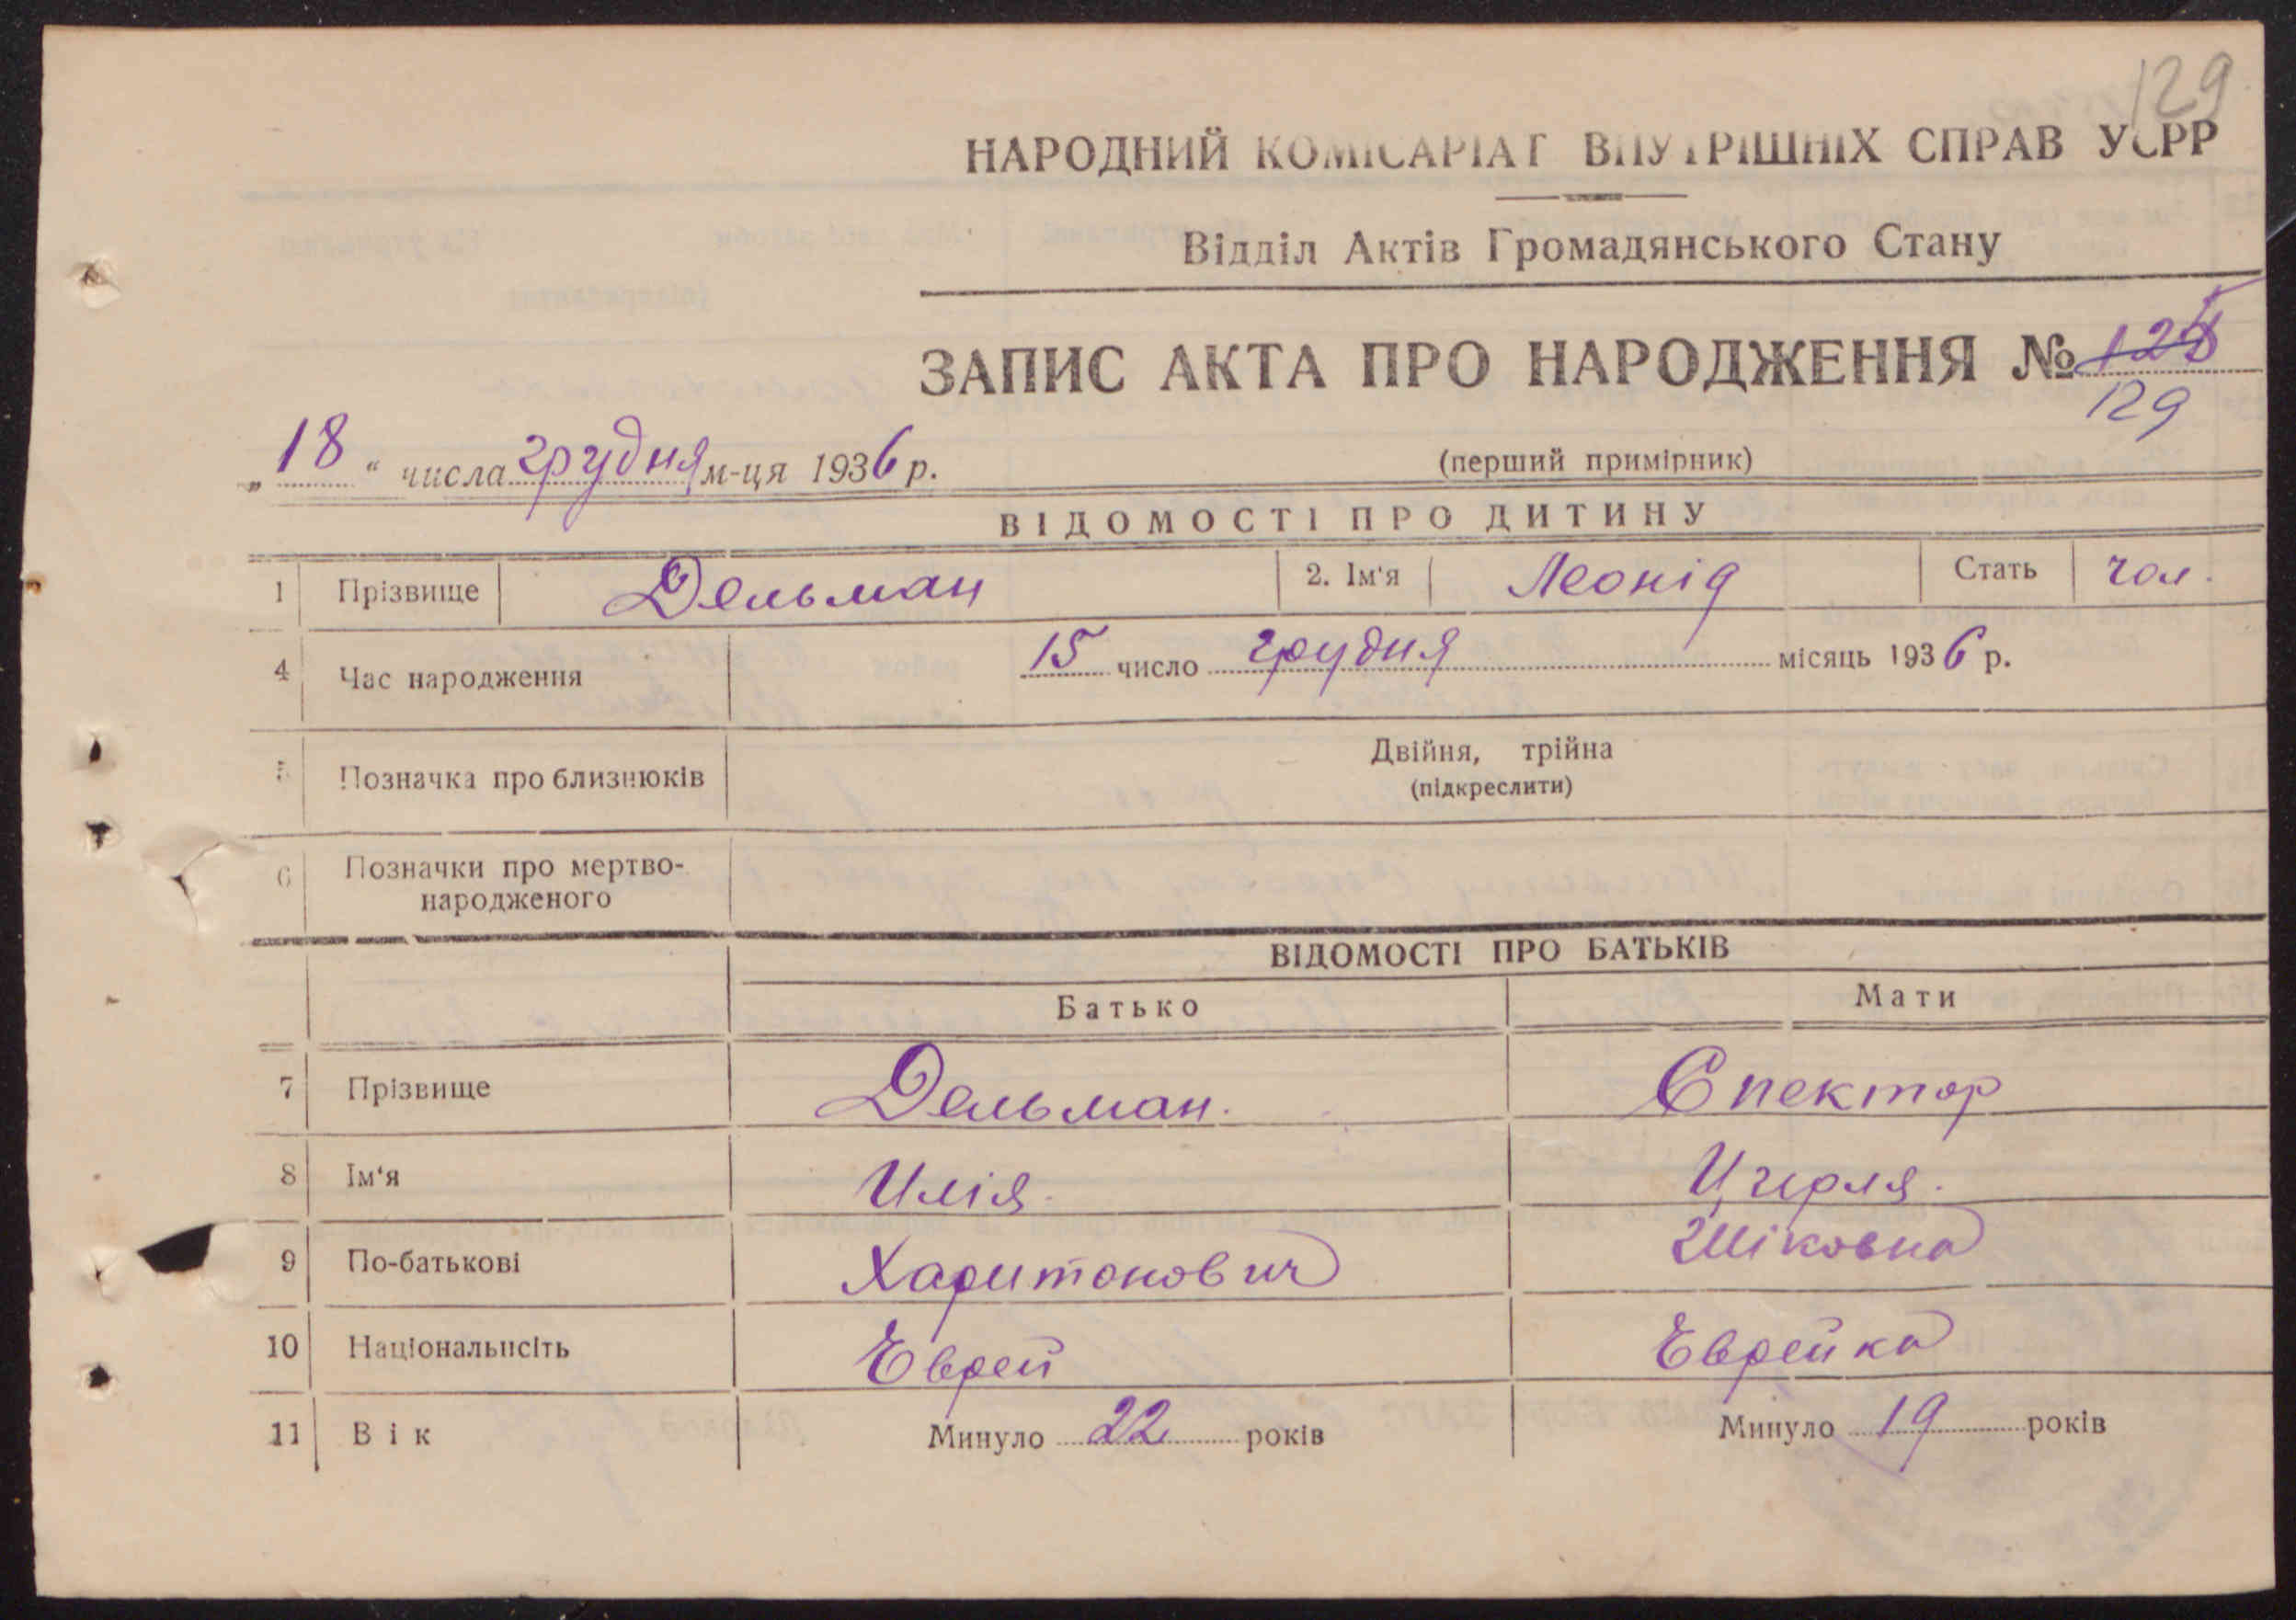 129
НАРОДНИЙ КОМІСАРІАТ ВНУТРІШНІХ СПРАВ УСРР
Відділ Актів Громадянського Стану
ЗАПИС АКТА ПРО НАРОДЖЕННЯ №
129
„18“ числа грудня м-ця 1936 р.
(перший примірник)
ВІДОМОСТІ ПРО ДИТИНУ
1 Прізвище Дельман 2. Ім'я Леонід Стать чол.
4 Час народження 15 число грудня місяць 1936 р.
5 Позначка про близнюків Двійня, трійна
(підкреслити)
6 Позначки про мертво-
народженого
ВІДОМОСТІ ПРО БАТЬКІВ
Батько Мати
7 Прізвище Дельман. Спектор
8 Ім'я Илія.
9 По-батькові Харитонович Шіковна
10 Національнсіть Еврей Еврейка
11 Вік Минуло 22 років Минуло 19 років